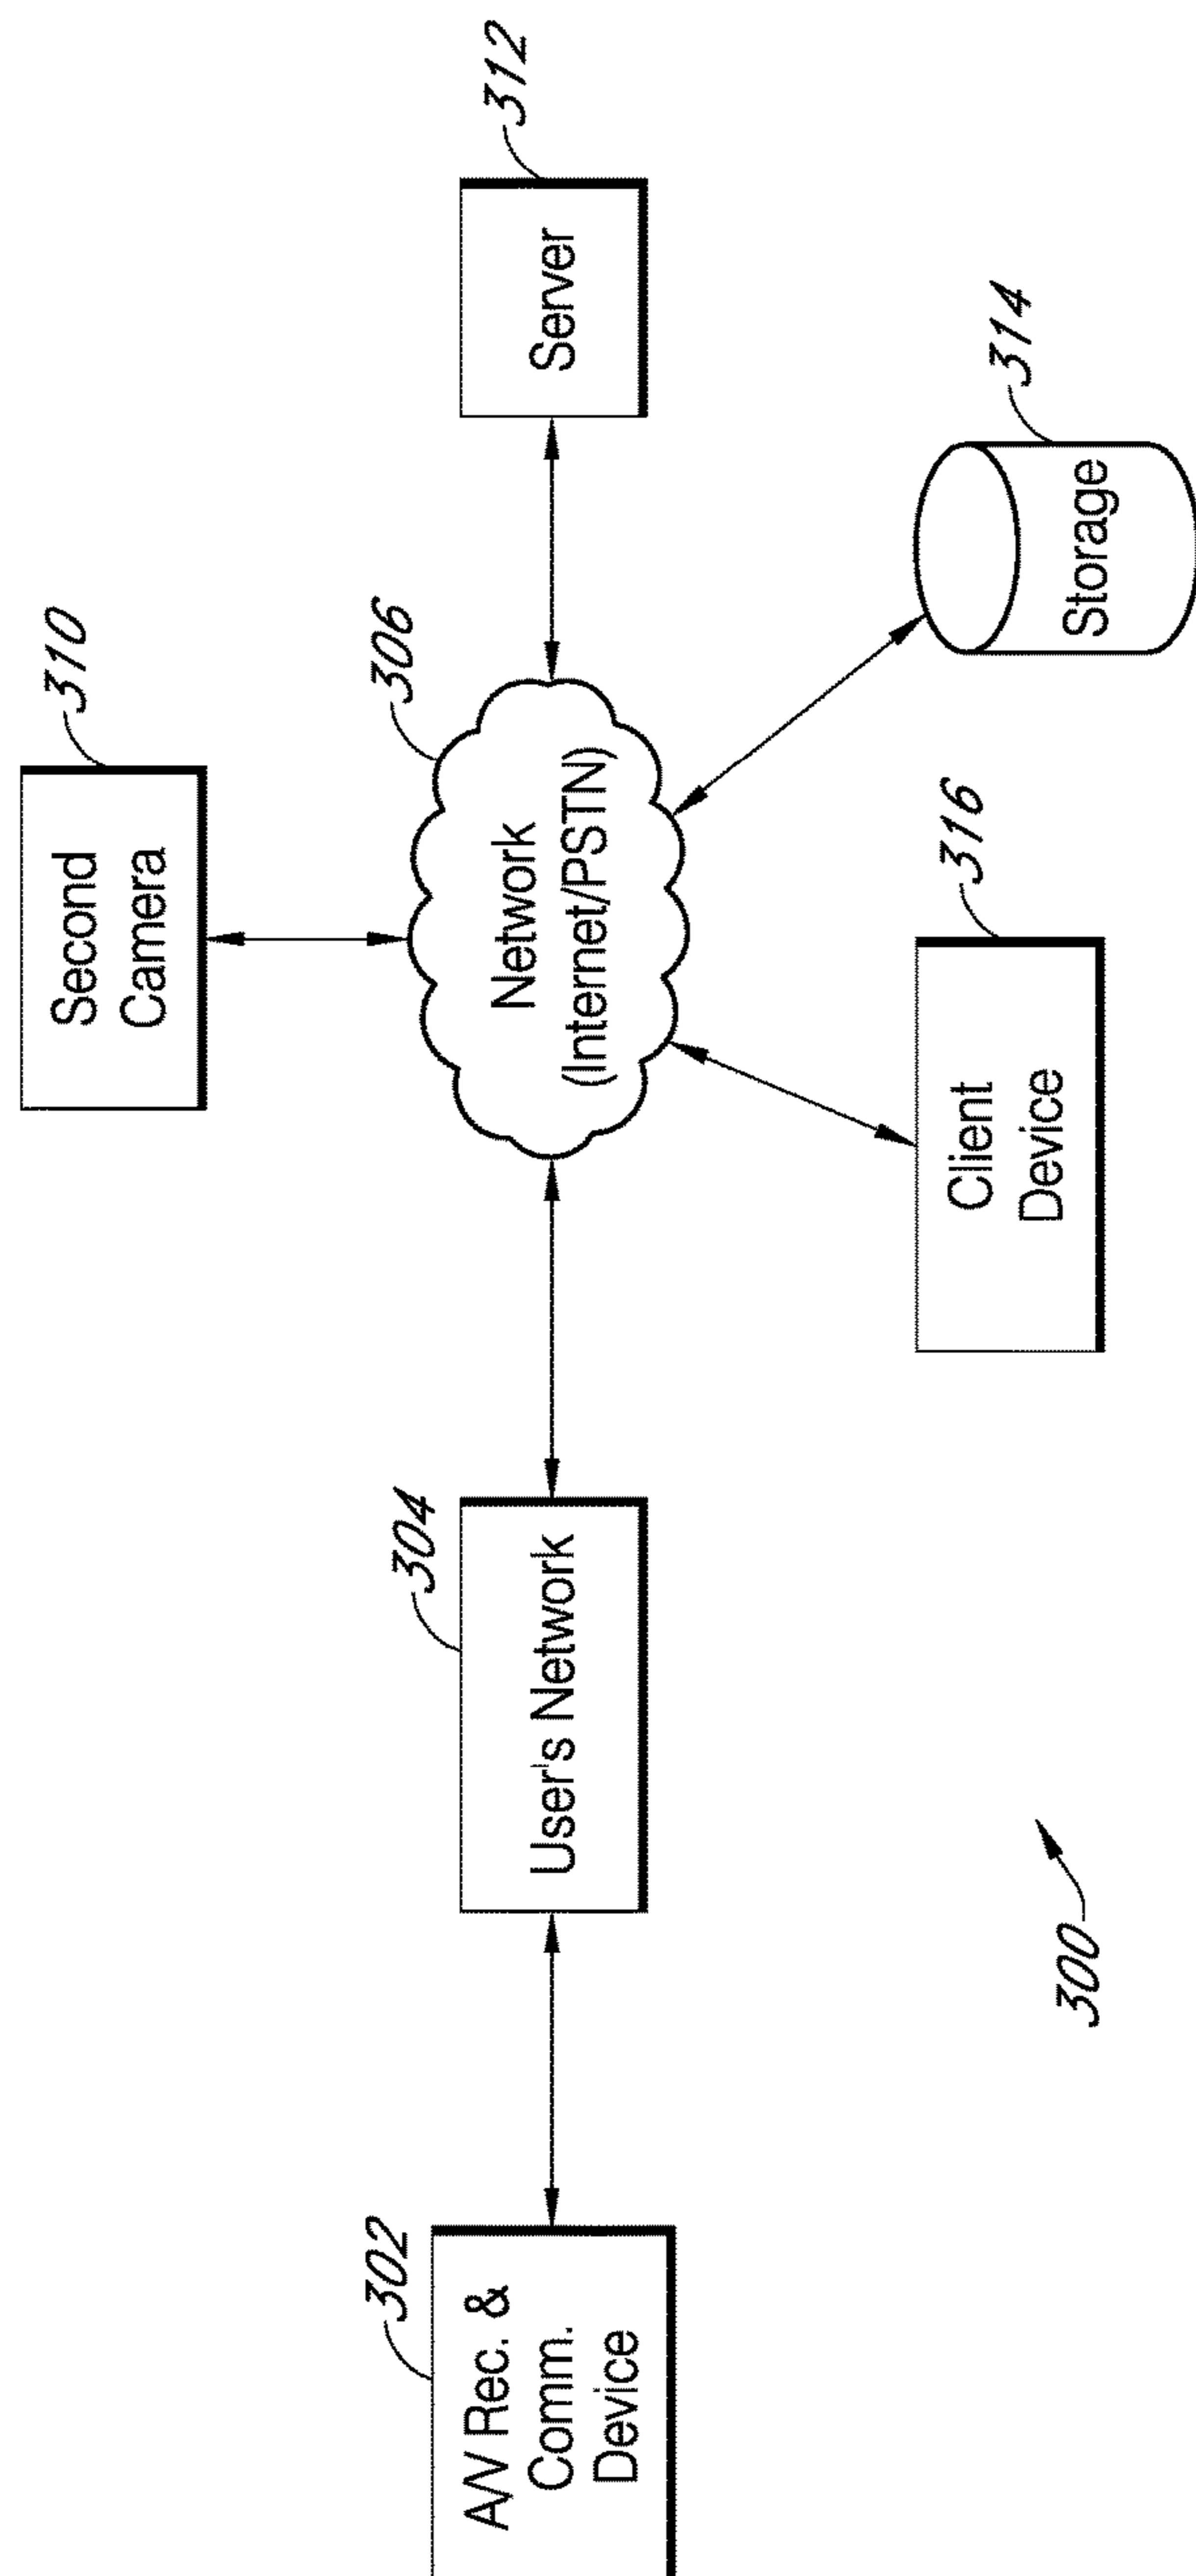 310
Second
Camera
306
Network
(Internet/PSTN)
312
Server
304
User's Network
302
A/V Rec. &
Comm.
Device
314
Storage
316
Client
Device
300